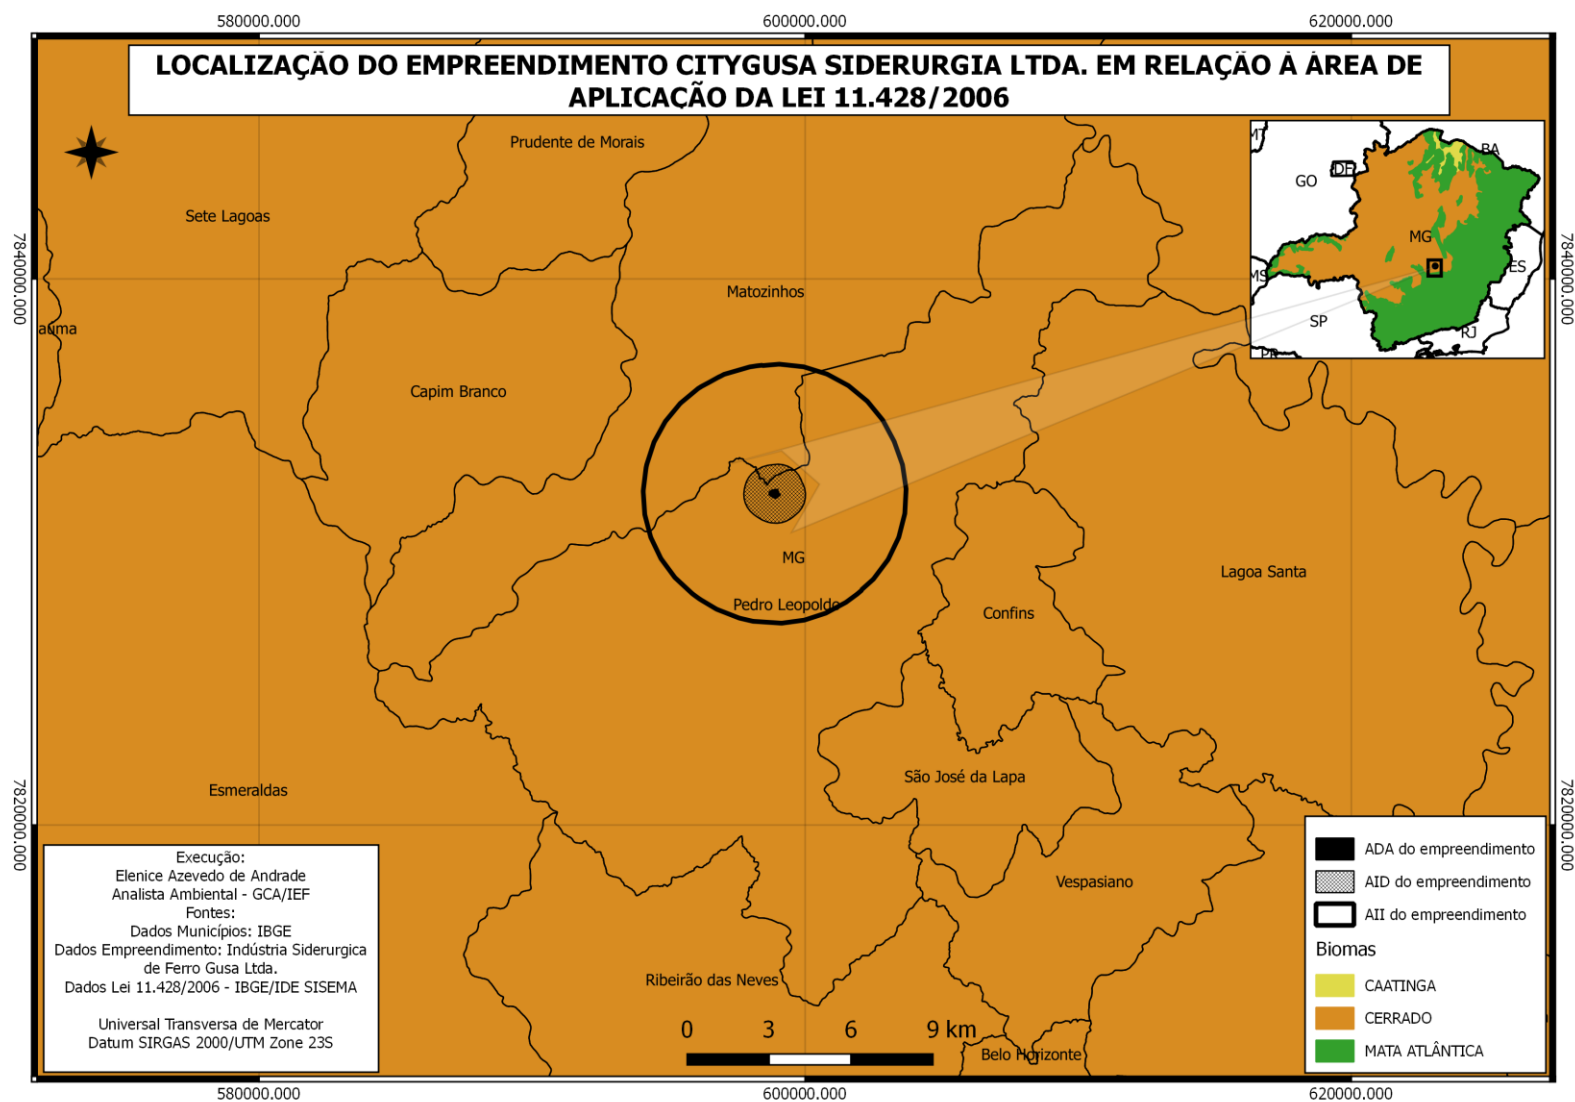 580000.000
600000.000
620000.000
LOCALIZAÇÃO DO EMPREENDIMENTO CITYGUSA SIDERURGIA LTDA. EM RELAÇÃO À ÁREA DE
APLICAÇÃO DA LEI 11.428/2006
Prudente de Morais
Sete Lagoas
BA
DF
GO
MG
ES
MS
SP
RJ
7840000.000
7840000.000
Matozinhos
aúma
Capim Branco
MG
Pedro Leopoldo
Lagoa Santa
Confins
São José da Lapa
Esmeraldas
7820000.000
7820000.000
Vespasiano
Ribeirão das Neves
Belo Horizonte
Execução:
Elenice Azevedo de Andrade
Analista Ambiental - GCA/IEF
Fontes:
Dados Municípios: IBGE
Dados Empreendimento: Indústria Siderurgica
de Ferro Gusa Ltda.
Dados Lei 11.428/2006 - IBGE/IDE SISEMA
Universal Transversa de Mercator
Datum SIRGAS 2000/UTM Zone 23S
0 3 6 9 km
ADA do empreendimento
AID do empreendimento
AII do empreendimento
Biomas
CAATINGA
CERRADO
MATA ATLÂNTICA
580000.000
600000.000
620000.000